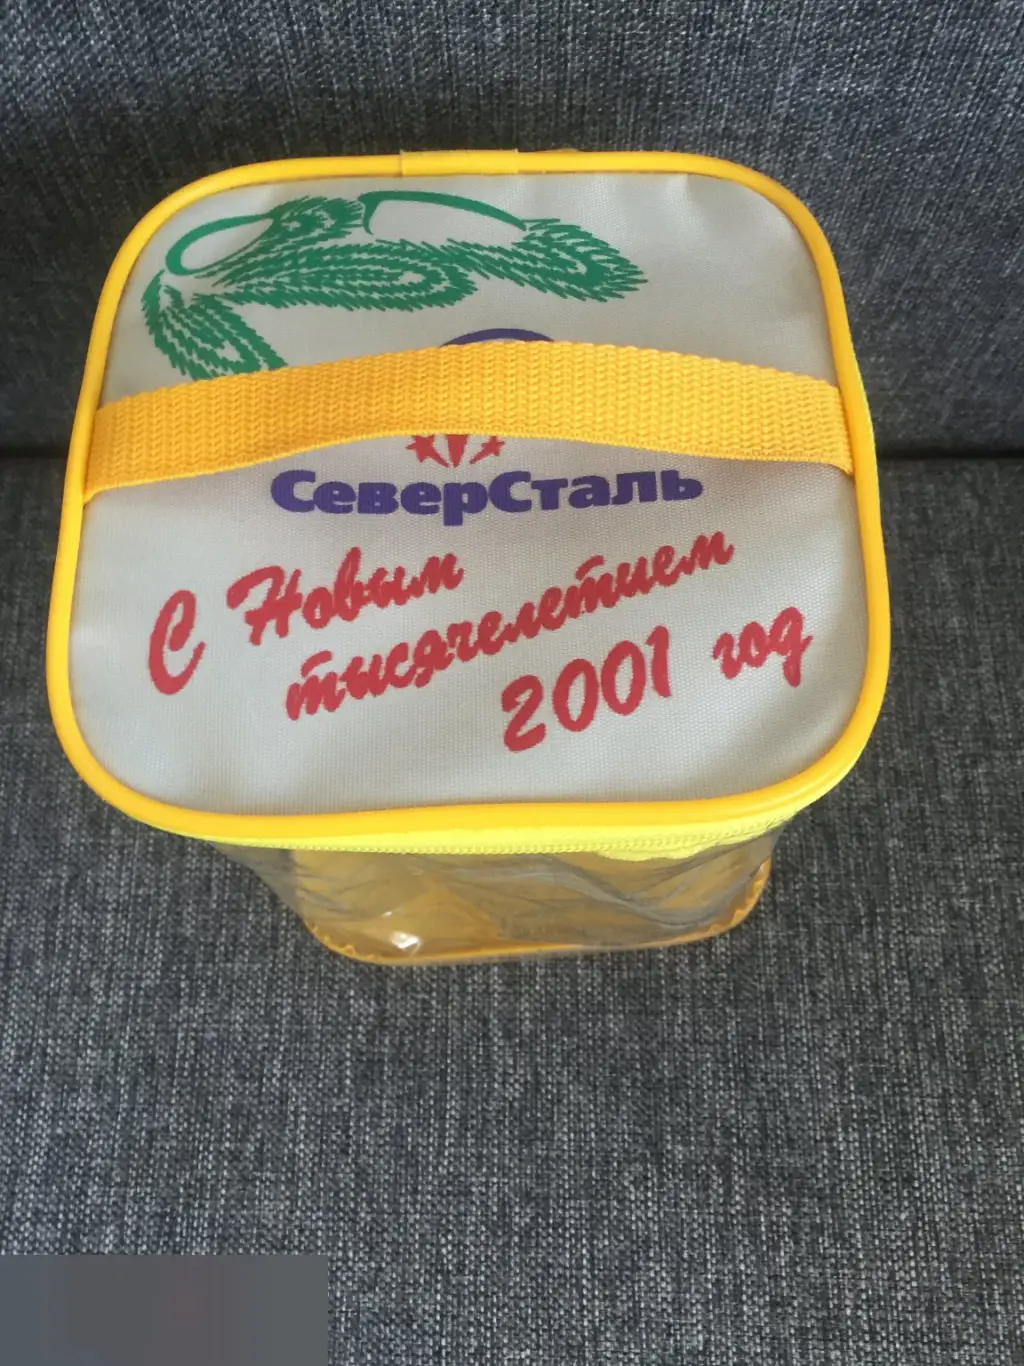 СеверСталь
С Новым
тысячелетием
2001 год